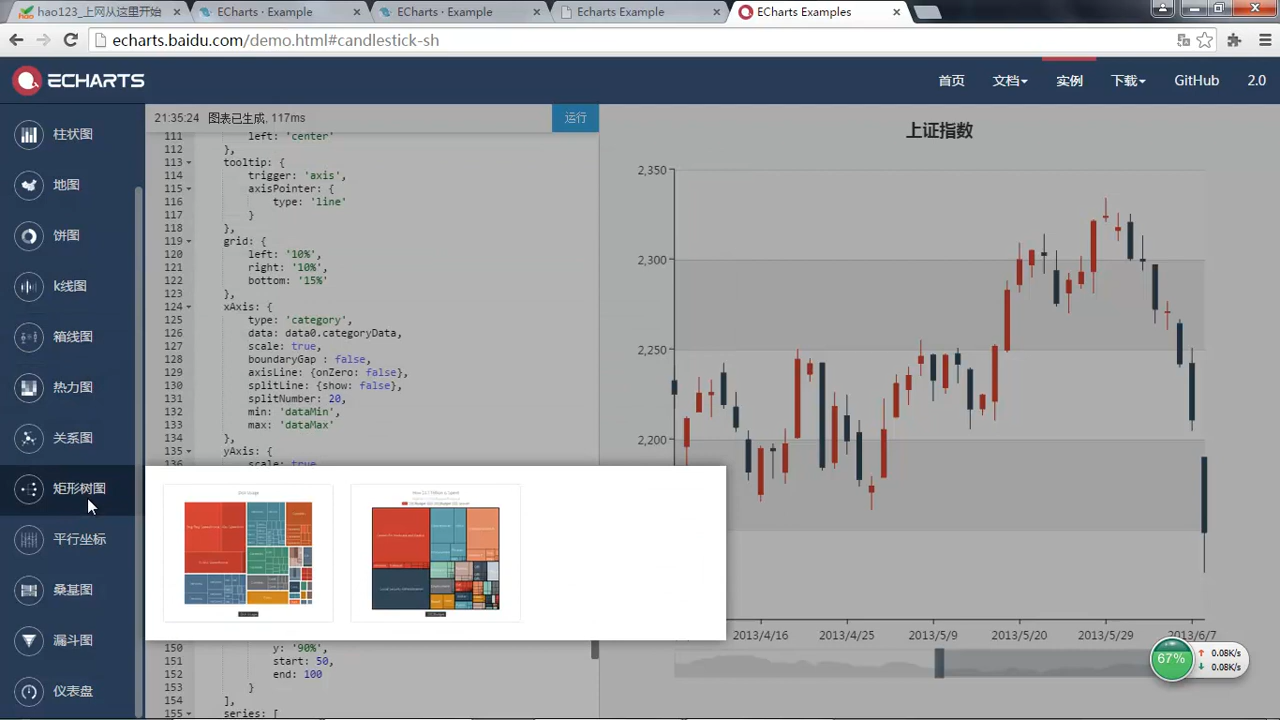 hao123_上网从这里开始
ECharts · Example
ECharts · Example
Echarts Example
ECharts Examples
echarts.baidu.com/demo.html#candlestick-sh
ECHARTS
首页
文档
实例
下载
GitHub
2.0
柱状图
地图
饼图
k线图
箱线图
热力图
关系图
矩形树图
平行坐标
桑基图
漏斗图
仪表盘
21:35:24 图表已生成, 117ms
运行
111 left: 'center'
112 },
113 tooltip: {
114 trigger: 'axis',
115 axisPointer: {
116 type: 'line'
117 }
118 },
119 grid: {
120 left: '10%',
121 right: '10%',
122 bottom: '15%'
123 },
124 xAxis: {
125 type: 'category',
126 data: data0.categoryData,
127 scale: true,
128 boundaryGap : false,
129 axisLine: {onZero: false},
130 splitLine: {show: false},
131 splitNumber: 20,
132 min: 'dataMin',
133 max: 'dataMax'
134 },
135 yAxis: {
136 scale: true
150 y: '90%',
151 start: 50,
152 end: 100
153 }
154 ],
155 series: [
上证指数
2,350
2,300
2,250
2,200
2013/4/16
2013/4/25
2013/5/9
2013/5/20
2013/5/29
2013/6/7
67%
0.08K/s
0.08K/s